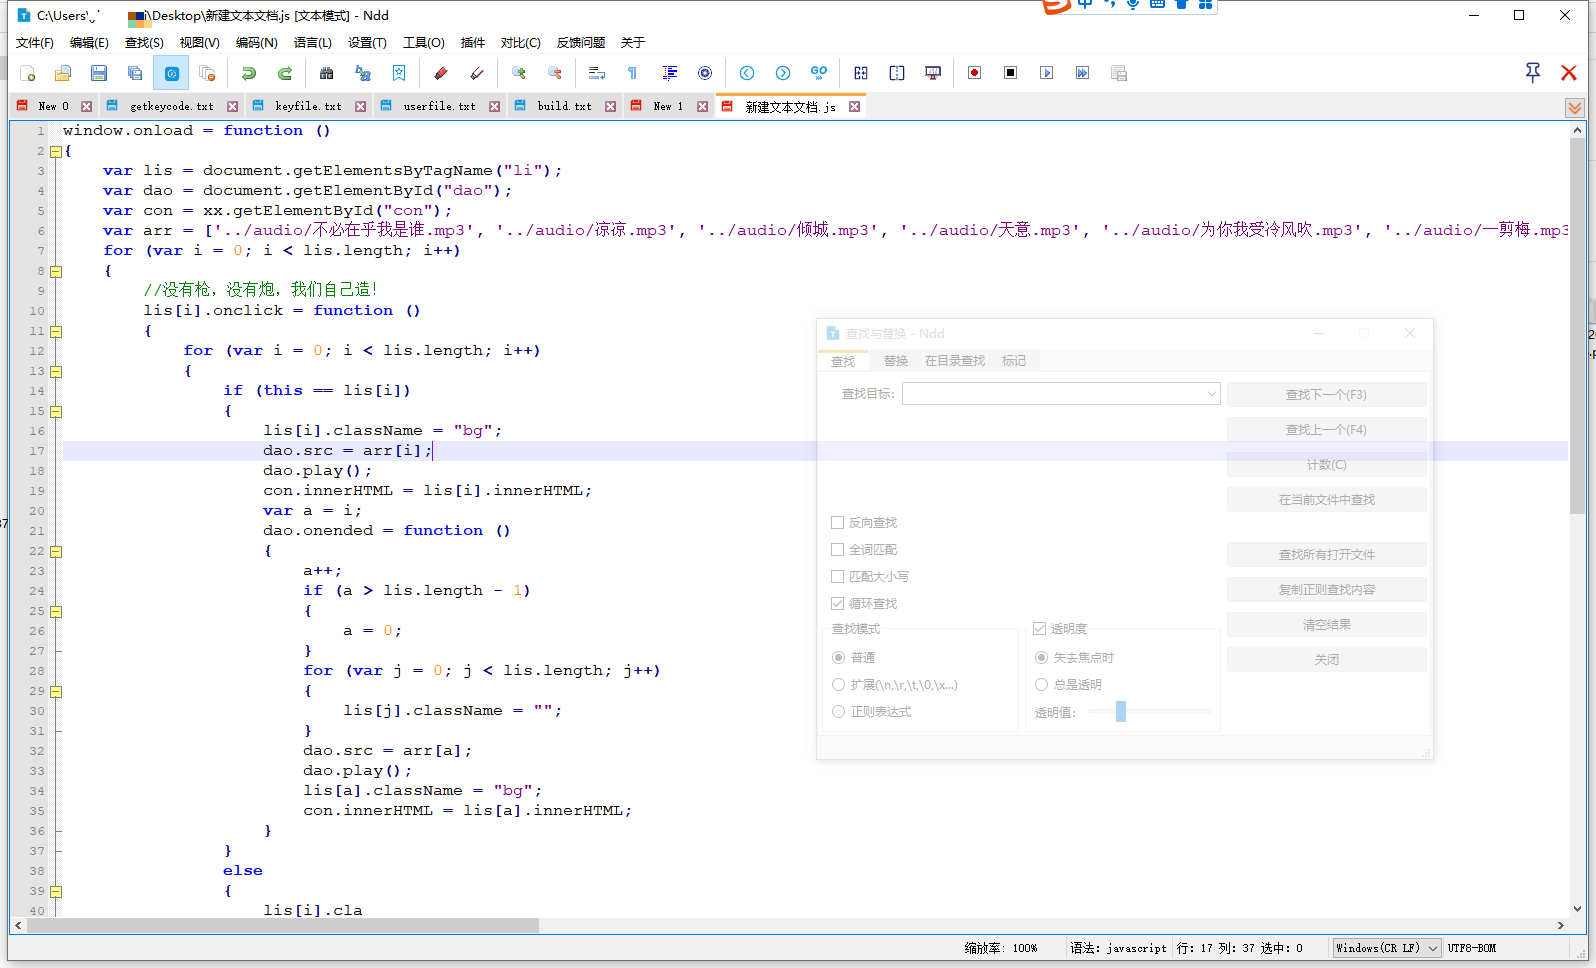 C:\Users\
\Desktop\新建文本文档.js [文本模式] - Ndd
文件(F) 编辑(E) 查找(S) 视图(V) 编码(N) 语言(L) 设置(T) 工具(O) 插件 对比(C) 反馈问题 关于
New 0 getkeycode.txt keyfile.txt userfile.txt build.txt New 1 新建文本文档.js
1 window.onload = function ()
2 {
3 var lis = document.getElementsByTagName("li");
4 var dao = document.getElementById("dao");
5 var con = xx.getElementById("con");
6 var arr = ['../audio/不必在乎我是谁.mp3', '../audio/凉凉.mp3', '../audio/倾城.mp3', '../audio/天意.mp3', '../audio/为你我受冷风吹.mp3', '../audio/一剪梅.mp3
7 for (var i = 0; i < lis.length; i++)
8 {
9 //没有枪，没有炮，我们自己造！
10 lis[i].onclick = function ()
11 {
12 for (var i = 0; i < lis.length; i++)
13 {
14 if (this == lis[i])
15 {
16 lis[i].className = "bg";
17 dao.src = arr[i];
18 dao.play();
19 con.innerHTML = lis[i].innerHTML;
20 var a = i;
21 dao.onended = function ()
22 {
23 a++;
24 if (a > lis.length - 1)
25 {
26 a = 0;
27 }
28 for (var j = 0; j < lis.length; j++)
29 {
30 lis[j].className = "";
31 }
32 dao.src = arr[a];
33 dao.play();
34 lis[a].className = "bg";
35 con.innerHTML = lis[a].innerHTML;
36 }
37 }
38 else
39 {
40 lis[i].cla
查找与替换 - Ndd
查找 替换 在目录查找 标记
查找目标:
查找下一个(F3)
查找上一个(F4)
计数(C)
在当前文件中查找
反向查找
全词匹配
匹配大小写
循环查找
查找所有打开文件
复制正则查找内容
清空结果
关闭
查找模式
普通
扩展(\n,\r,\t,\0,\x...)
正则表达式
透明度
失去焦点时
总是透明
透明值:
缩放率: 100% 语法: javascript 行: 17 列: 37 选中: 0 Windows(CR LF) UTF8-BOM